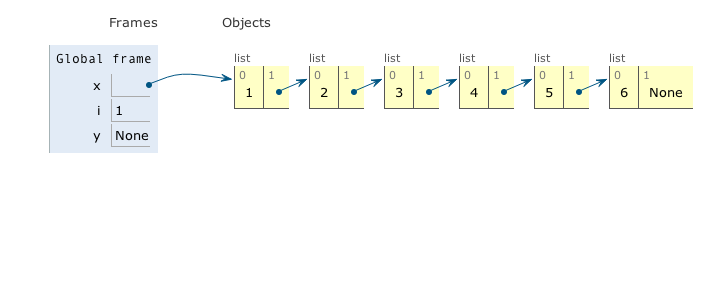 Frames Objects
Global frame
x
i 1
y None
list list list list list list
0 1 0 1 0 1 0 1 0 1 0 1
1 2 3 4 5 6 None